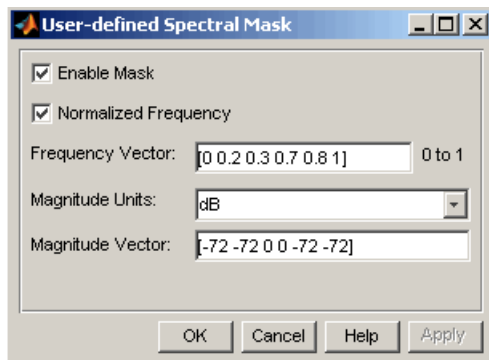 User-defined Spectral Mask
Enable Mask
Normalized Frequency
Frequency Vector: [0 0.2 0.3 0.7 0.8 1] 0 to 1
Magnitude Units: dB
Magnitude Vector: [-72 -72 0 0 -72 -72]
OK Cancel Help Apply